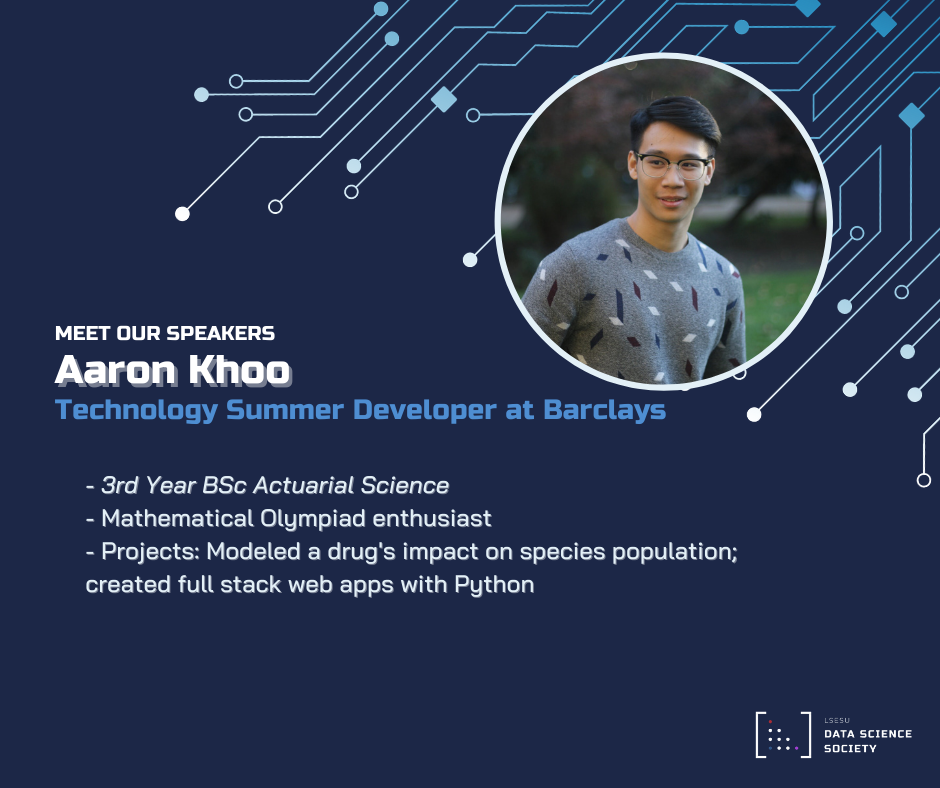 MEET OUR SPEAKERS
Aaron Khoo
Technology Summer Developer at Barclays
- 3rd Year BSc Actuarial Science
- Mathematical Olympiad enthusiast
- Projects: Modeled a drug's impact on species population;
created full stack web apps with Python
LSESU
DATA SCIENCE
SOCIETY